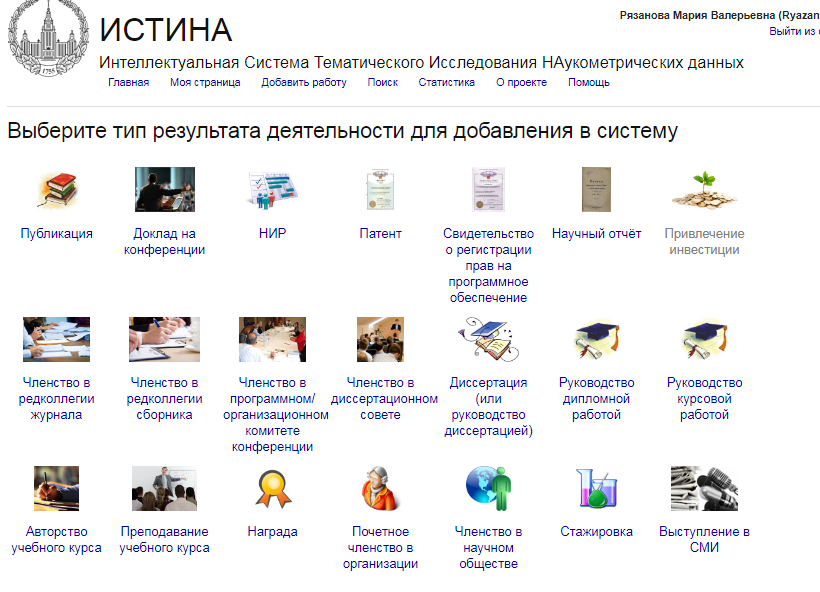 Рязанова Мария Валерьевна (Ryazan
ИСТИНА
Выйти из с
Интеллектуальная Система Тематического Исследования НАукометрических данных
Главная Моя страница Добавить работу Поиск Статистика О проекте Помощь
1755
Выберите тип результата деятельности для добавления в систему
Публикация
Доклад на
конференции
НИР
Патент
Свидетельство
о регистрации
прав на
программное
обеспечение
Научный отчёт
Привлечение
инвестиции
Членство в
редколлегии
журнала
Членство в
редколлегии
сборника
Членство в
программном/
организационном
комитете
конференции
Членство в
диссертационном
совете
Диссертация
(или
руководство
диссертацией)
Руководство
дипломной
работой
Руководство
курсовой
работой
Авторство
учебного курса
Преподавание
учебного курса
Награда
Почетное
членство в
организации
Членство в
научном
обществе
Стажировка
Выступление в
СМИ